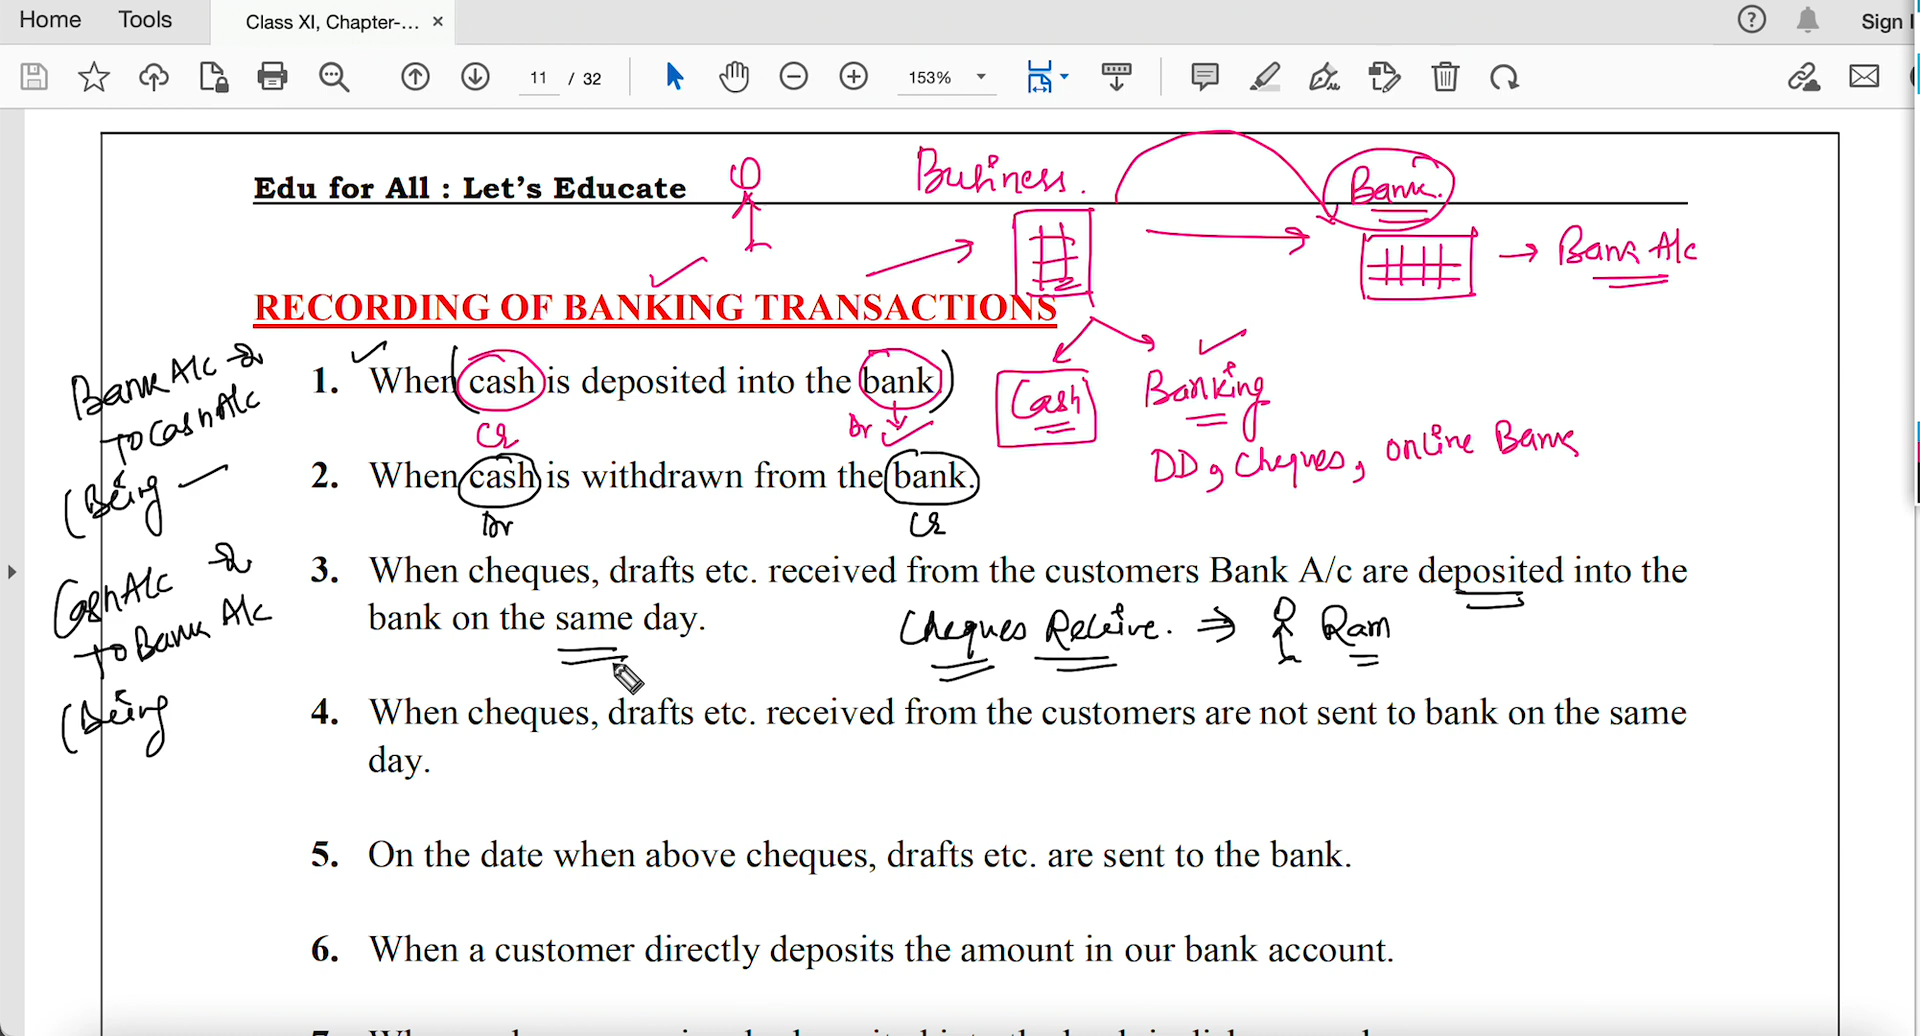 Home Tools Class XI, Chapter-... × Sign I
11 / 32 153%
Edu for All : Let's Educate
Business.
Bank.
→ Bank A/c
RECORDING OF BANKING TRANSACTIONS
Bank A/c Dr
To Cash A/c
(Being
1. When cash is deposited into the bank.
Cr
Dr
Cash
Banking
DD, Cheques, online Bank
2. When cash is withdrawn from the bank.
Dr
Cr
Cash A/c Dr
To Bank A/c
(Being
3. When cheques, drafts etc. received from the customers Bank A/c are deposited into the
bank on the same day.
Cheques Receive. ⇒ Ram
4. When cheques, drafts etc. received from the customers are not sent to bank on the same
day.
5. On the date when above cheques, drafts etc. are sent to the bank.
6. When a customer directly deposits the amount in our bank account.